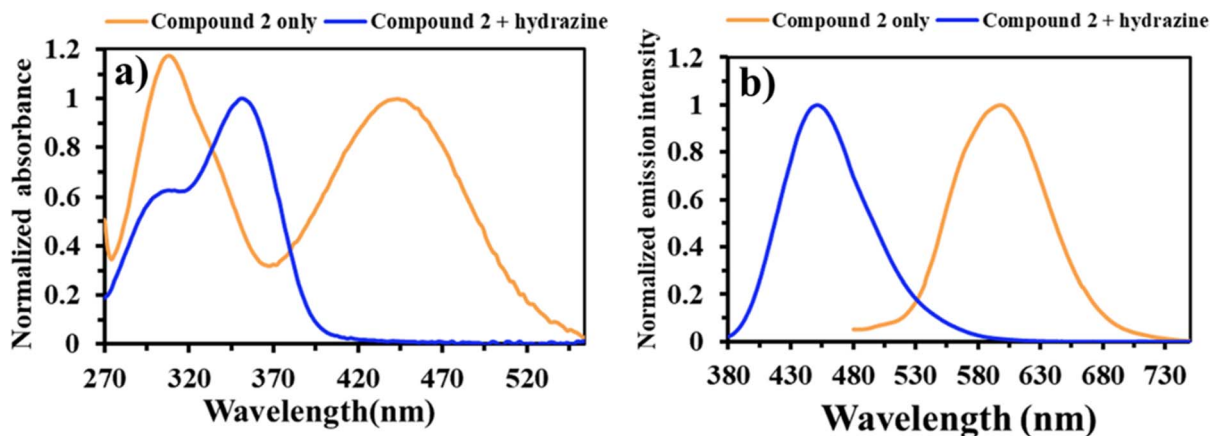 Compound 2 only Compound 2 + hydrazine
a)
Normalized absorbance
1.2
1
0.8
0.6
0.4
0.2
0
270 320 370 420 470 520
Wavelength(nm)
Compound 2 only Compound 2 + hydrazine
b)
Normalized emission intensity
1.2
1
0.8
0.6
0.4
0.2
0
380 430 480 530 580 630 680 730
Wavelength (nm)